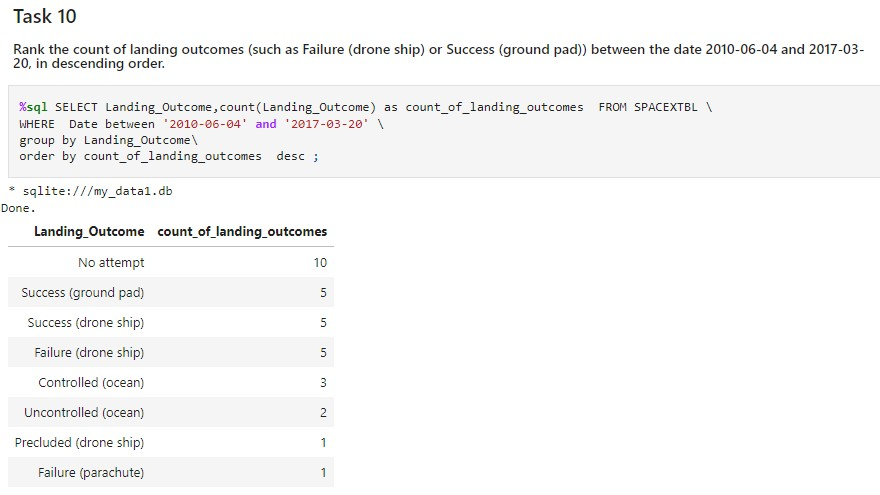 Task 10
Rank the count of landing outcomes (such as Failure (drone ship) or Success (ground pad)) between the date 2010-06-04 and 2017-03-
20, in descending order.
%sql SELECT Landing_Outcome,count(Landing_Outcome) as count_of_landing_outcomes  FROM SPACEXTBL \
WHERE  Date between '2010-06-04' and '2017-03-20' \
group by Landing_Outcome\
order by count_of_landing_outcomes  desc ;
* sqlite:///my_data1.db
Done.
Landing_Outcome count_of_landing_outcomes
No attempt 10
Success (ground pad) 5
Success (drone ship) 5
Failure (drone ship) 5
Controlled (ocean) 3
Uncontrolled (ocean) 2
Precluded (drone ship) 1
Failure (parachute) 1